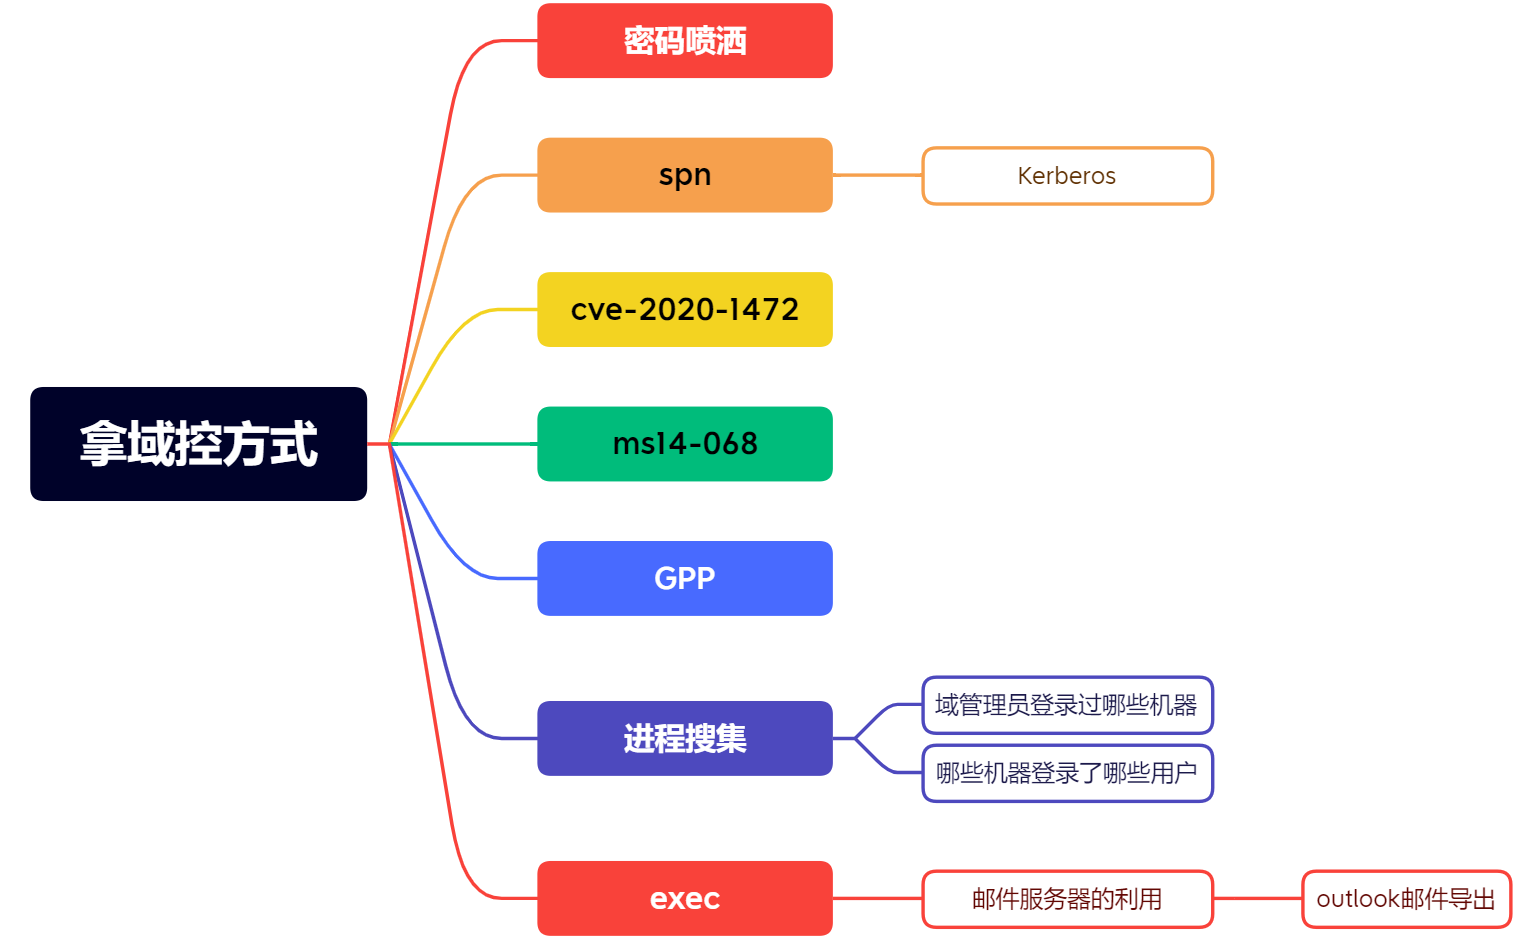 拿域控方式
密码喷洒
spn
Kerberos
cve-2020-1472
ms14-068
GPP
进程搜集
域管理员登录过哪些机器
哪些机器登录了哪些用户
exec
邮件服务器的利用
outlook邮件导出